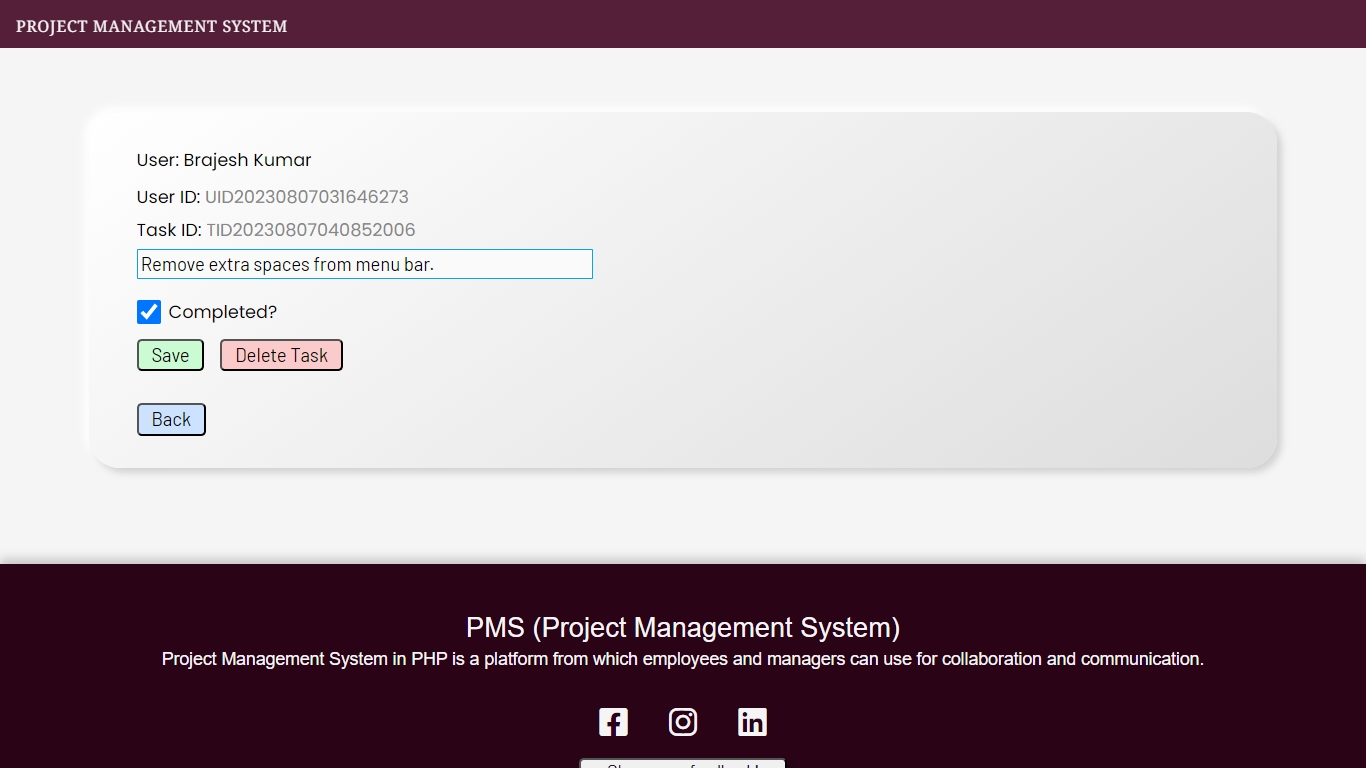 PROJECT MANAGEMENT SYSTEM
User: Brajesh Kumar
User ID: UID20230807031646273
Task ID: TID20230807040852006
Remove extra spaces from menu bar.
Completed?
Save Delete Task
Back
PMS (Project Management System)
Project Management System in PHP is a platform from which employees and managers can use for collaboration and communication.